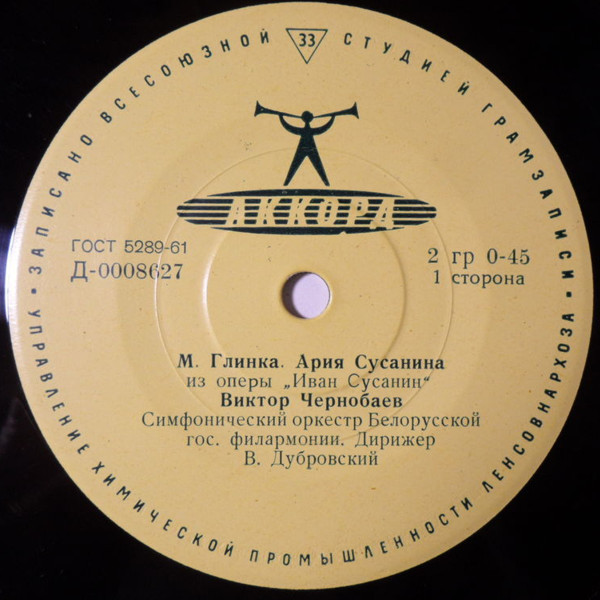 ЗАПИСАНО ВСЕСОЮЗНОЙ СТУДИЕЙ ГРАМЗАПИСИ
33
АККОРД
ГОСТ 5289-61
Д-0008627
2 гр 0-45
1 сторона
М. Глинка. Ария Сусанина
из оперы „Иван Сусанин“
Виктор Чернобаев
Симфонический оркестр Белорусской
гос. филармонии. Дирижер
В. Дубровский
УПРАВЛЕНИЕ ХИМИЧЕСКОЙ ПРОМЫШЛЕННОСТИ ЛЕНСОВНАРХОЗА